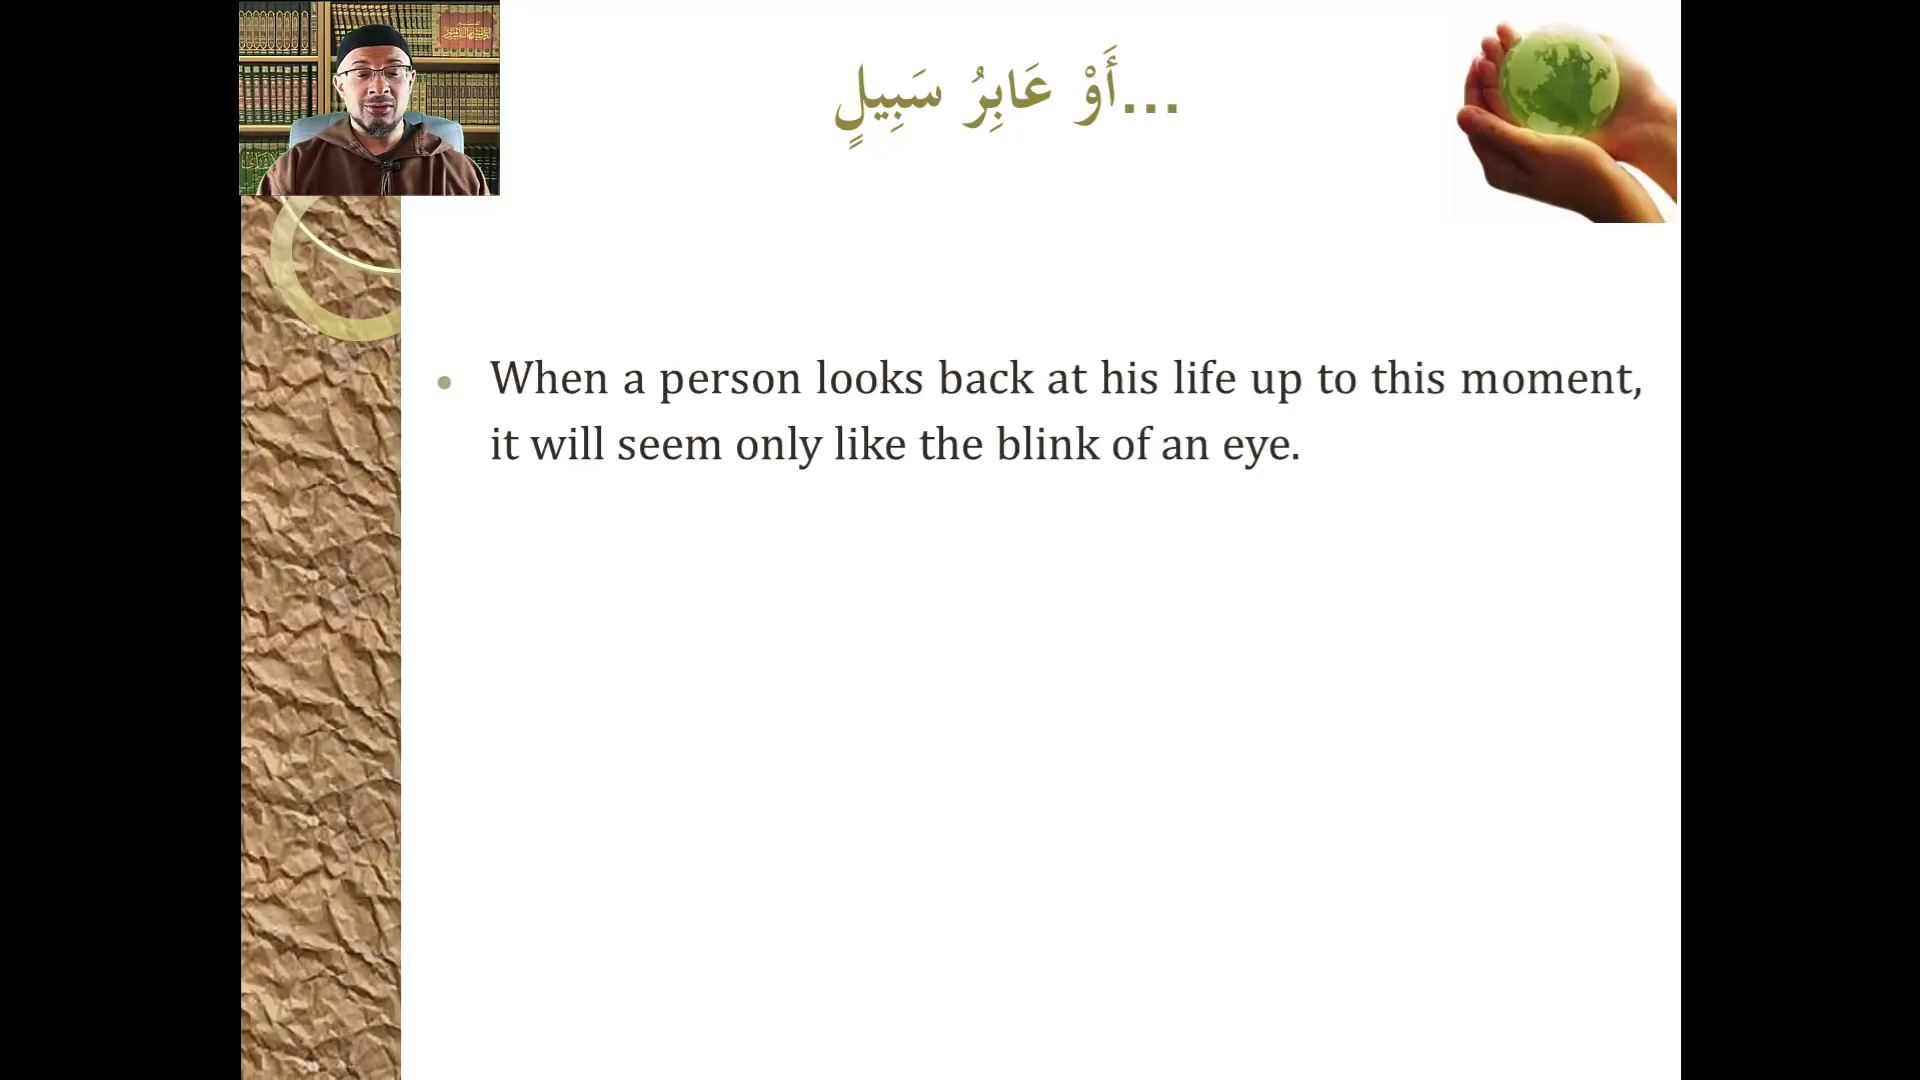 ...أَوْ عَابِرُ سَبِيلٍ
• When a person looks back at his life up to this moment,
it will seem only like the blink of an eye.